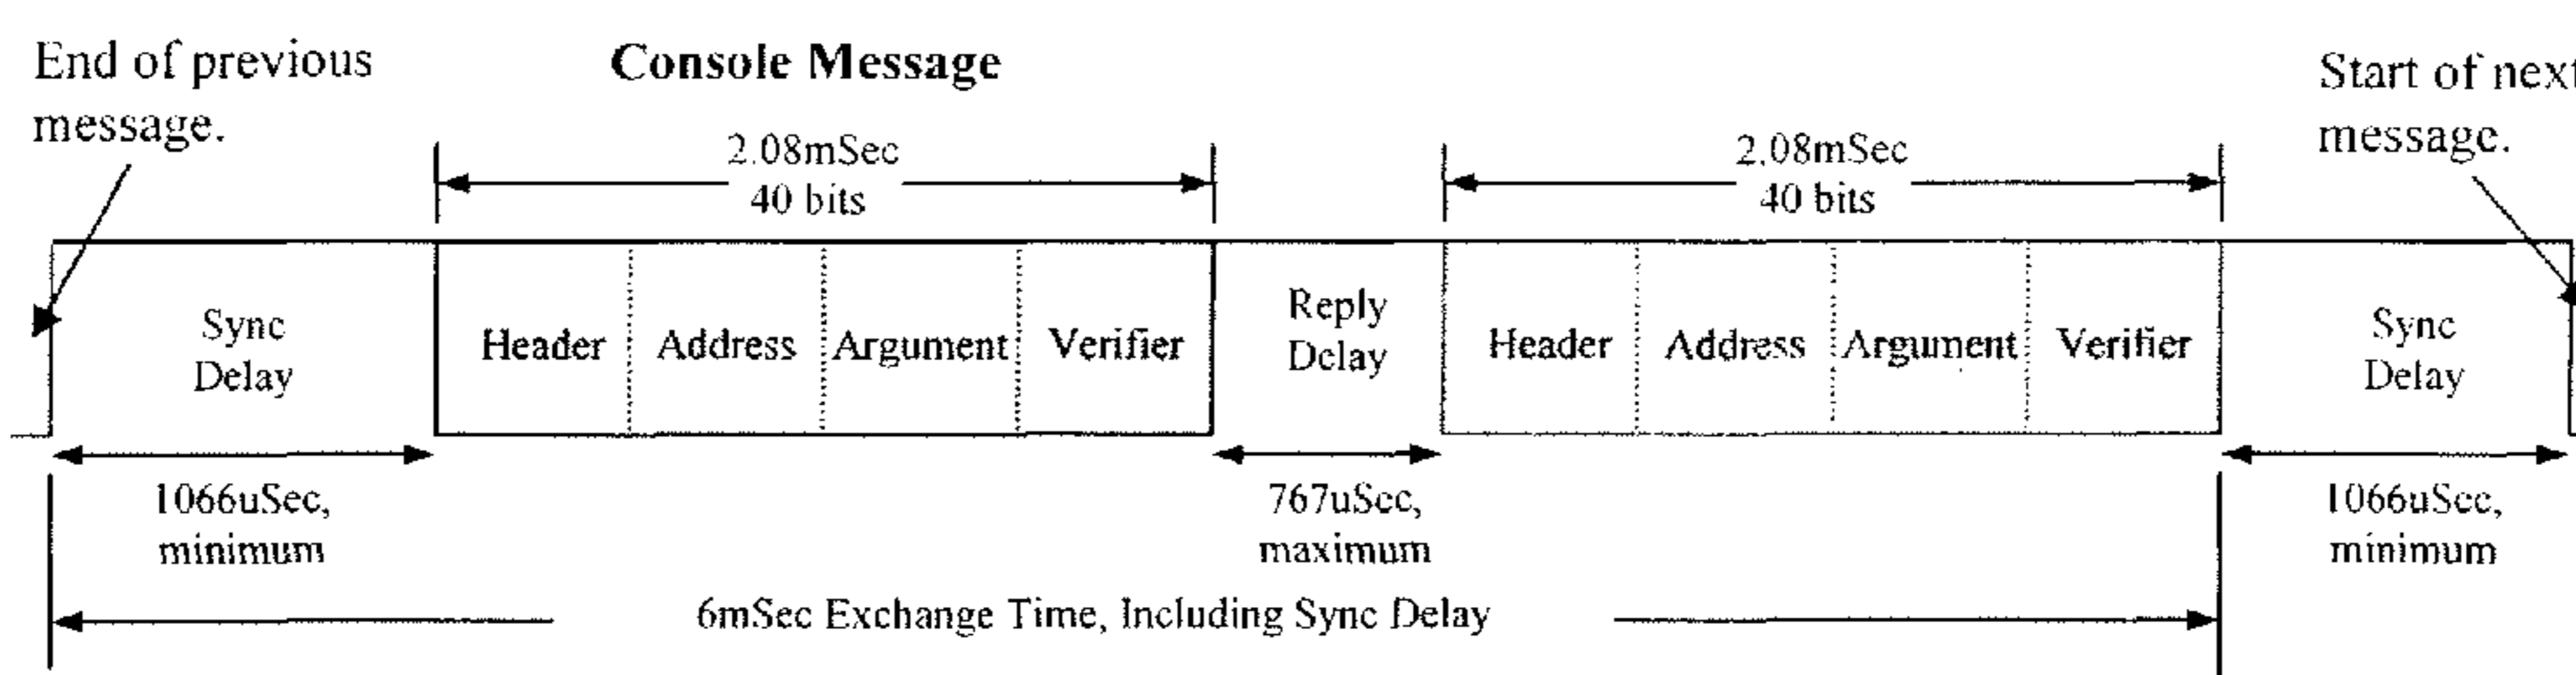 End of previous
message.
Console Message
Start of next
message.
2.08mSec
40 bits
2.08mSec
40 bits
Sync
Delay
Header
Address
Argument
Verifier
Reply
Delay
Header
Address
Argument
Verifier
Sync
Delay
1066uSec,
minimum
767uSec,
maximum
1066uSec,
minimum
6mSec Exchange Time, Including Sync Delay